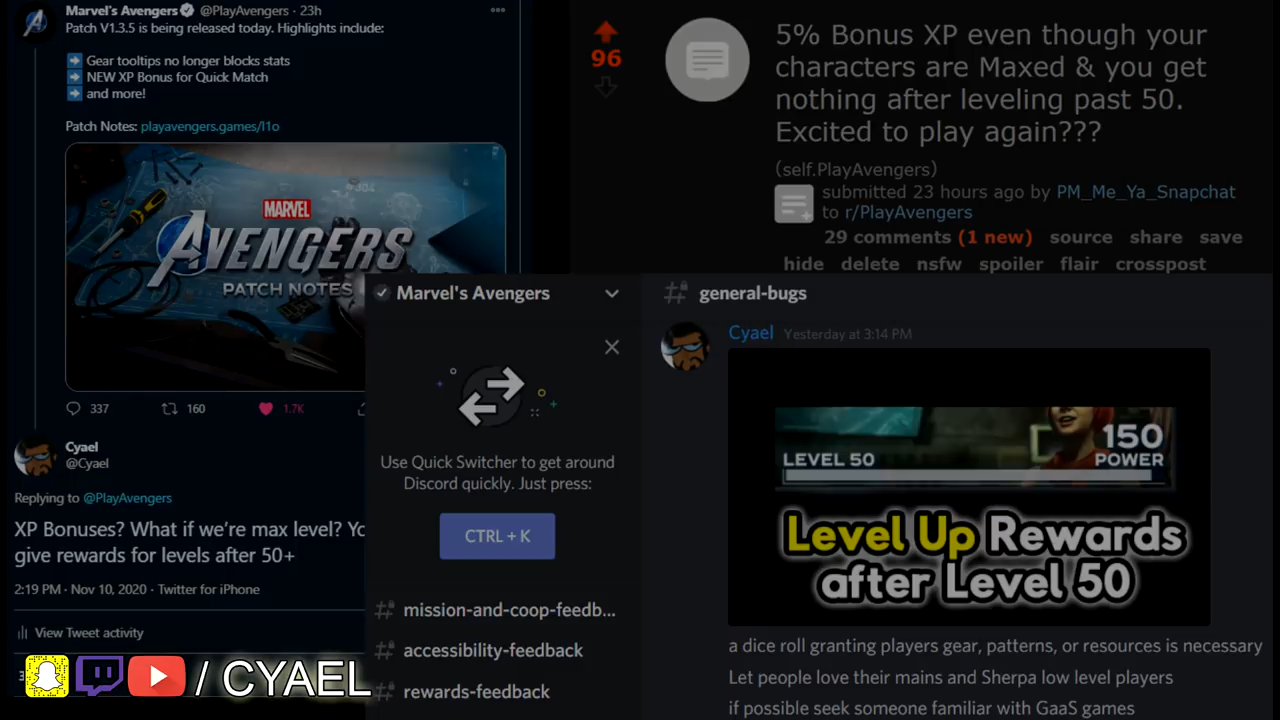 Marvel's Avengers @PlayAvengers · 23h
Patch V1.3.5 is being released today. Highlights include:
Gear tooltips no longer blocks stats
NEW XP Bonus for Quick Match
and more!
Patch Notes: playavengers.games/l1o
MARVEL
AVENGERS
PATCH NOTES
337
160
1.7K
Cyael
@Cyael
Replying to @PlayAvengers
XP Bonuses? What if we're max level?
give rewards for levels after 50+
2:19 PM · Nov 10, 2020 · Twitter for iPhone
View Tweet activity
/ CYAEL
96
5% Bonus XP even though your
characters are Maxed & you get
nothing after leveling past 50.
Excited to play again???
(self.PlayAvengers)
submitted 23 hours ago by PM_Me_Ya_Snapchat
to r/PlayAvengers
29 comments (1 new) source share save
hide delete nsfw spoiler flair crosspost
Marvel's Avengers
Use Quick Switcher to get around
Discord quickly. Just press:
CTRL + K
mission-and-coop-feedb...
accessibility-feedback
rewards-feedback
general-bugs
Cyael Yesterday at 3:14 PM
150
LEVEL 50 POWER
Level Up Rewards
after Level 50
a dice roll granting players gear, patterns, or resources is necessary
Let people love their mains and Sherpa low level players
if possible seek someone familiar with GaaS games